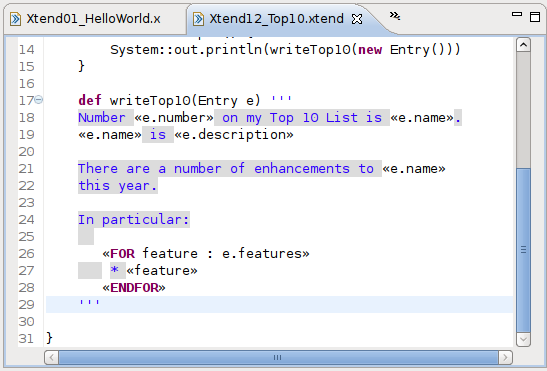 Xtend01_HelloWorld.x Xtend12_Top10.xtend
14 System::out.println(writeTop10(new Entry()))
15 }
16
17 def writeTop10(Entry e) '''
18 Number «e.number» on my Top 10 List is «e.name».
19 «e.name» is «e.description»
20
21 There are a number of enhancements to «e.name»
22 this year.
23
24 In particular:
25
26 «FOR feature : e.features»
27 * «feature»
28 «ENDFOR»
29 '''
30
31 }